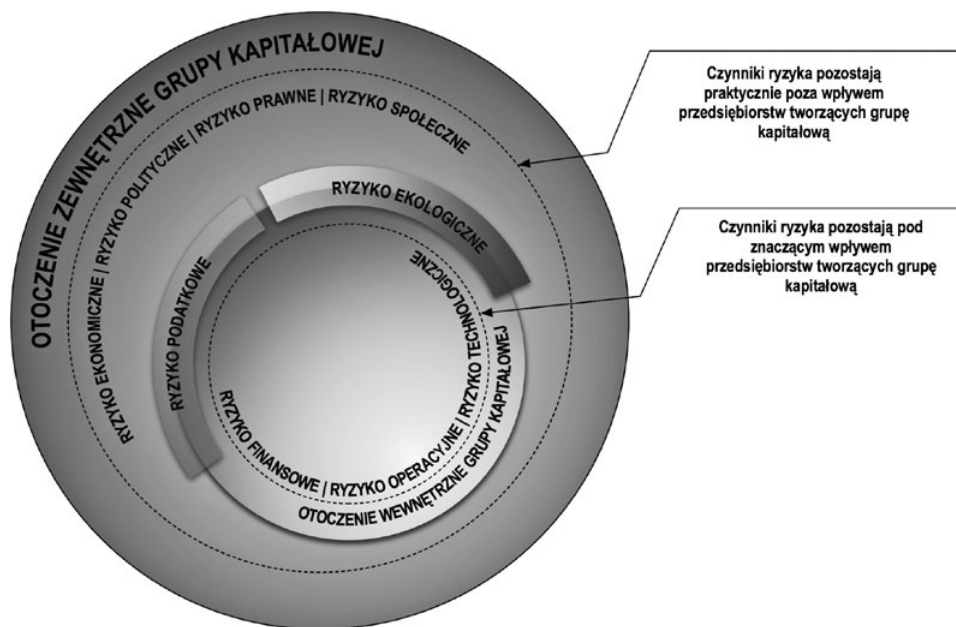 OTOCZENIE ZEWNĘTRZNE GRUPY KAPITAŁOWEJ
RYZYKO EKONOMICZNE | RYZYKO POLITYCZNE | RYZYKO PRAWNE | RYZYKO SPOŁECZNE
RYZYKO PODATKOWE
RYZYKO EKOLOGICZNE
RYZYKO FINANSOWE | RYZYKO OPERACYJNE | RYZYKO TECHNOLOGICZNE
OTOCZENIE WEWNĘTRZNE GRUPY KAPITAŁOWEJ
Czynniki ryzyka pozostają
praktycznie poza wpływem
przedsiębiorstw tworzących grupę
kapitałową
Czynniki ryzyka pozostają pod
znaczącym wpływem
przedsiębiorstw tworzących grupę
kapitałową